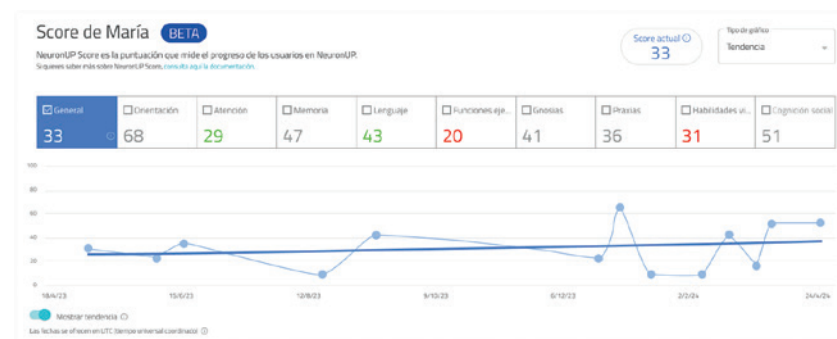 Score de María BETA
NeuronUP Score es la puntuación que mide el progreso de los usuarios en NeuronUP.
Si quieres saber más sobre NeuronUP Score, consulta aquí la documentación.
Score actual
33
Tipo de gráfico
Tendencia
General Orientación Atención Memoria Lenguaje Funciones eje... Gnosias Praxias Habilidades vi... Cognición social
33 68 29 47 43 20 41 36 31 51
100
80
60
40
20
0
18/4/23 15/6/23 12/8/23 9/10/23 6/12/23 2/2/24 24/4/24
Mostrar tendencia
Las fechas se ofrecen en UTC (tiempo universal coordinado)